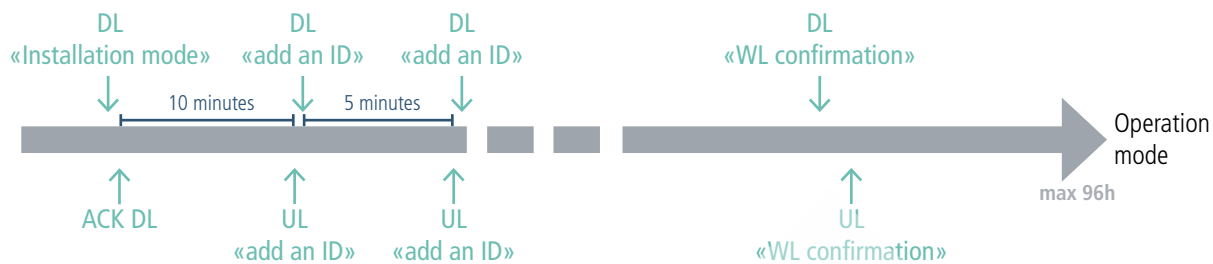 DL
«Installation mode»
DL
«add an ID»
DL
«add an ID»
DL
«WL confirmation»
10 minutes
5 minutes
Operation
mode
max 96h
ACK DL
UL
«add an ID»
UL
«add an ID»
UL
«WL confirmation»